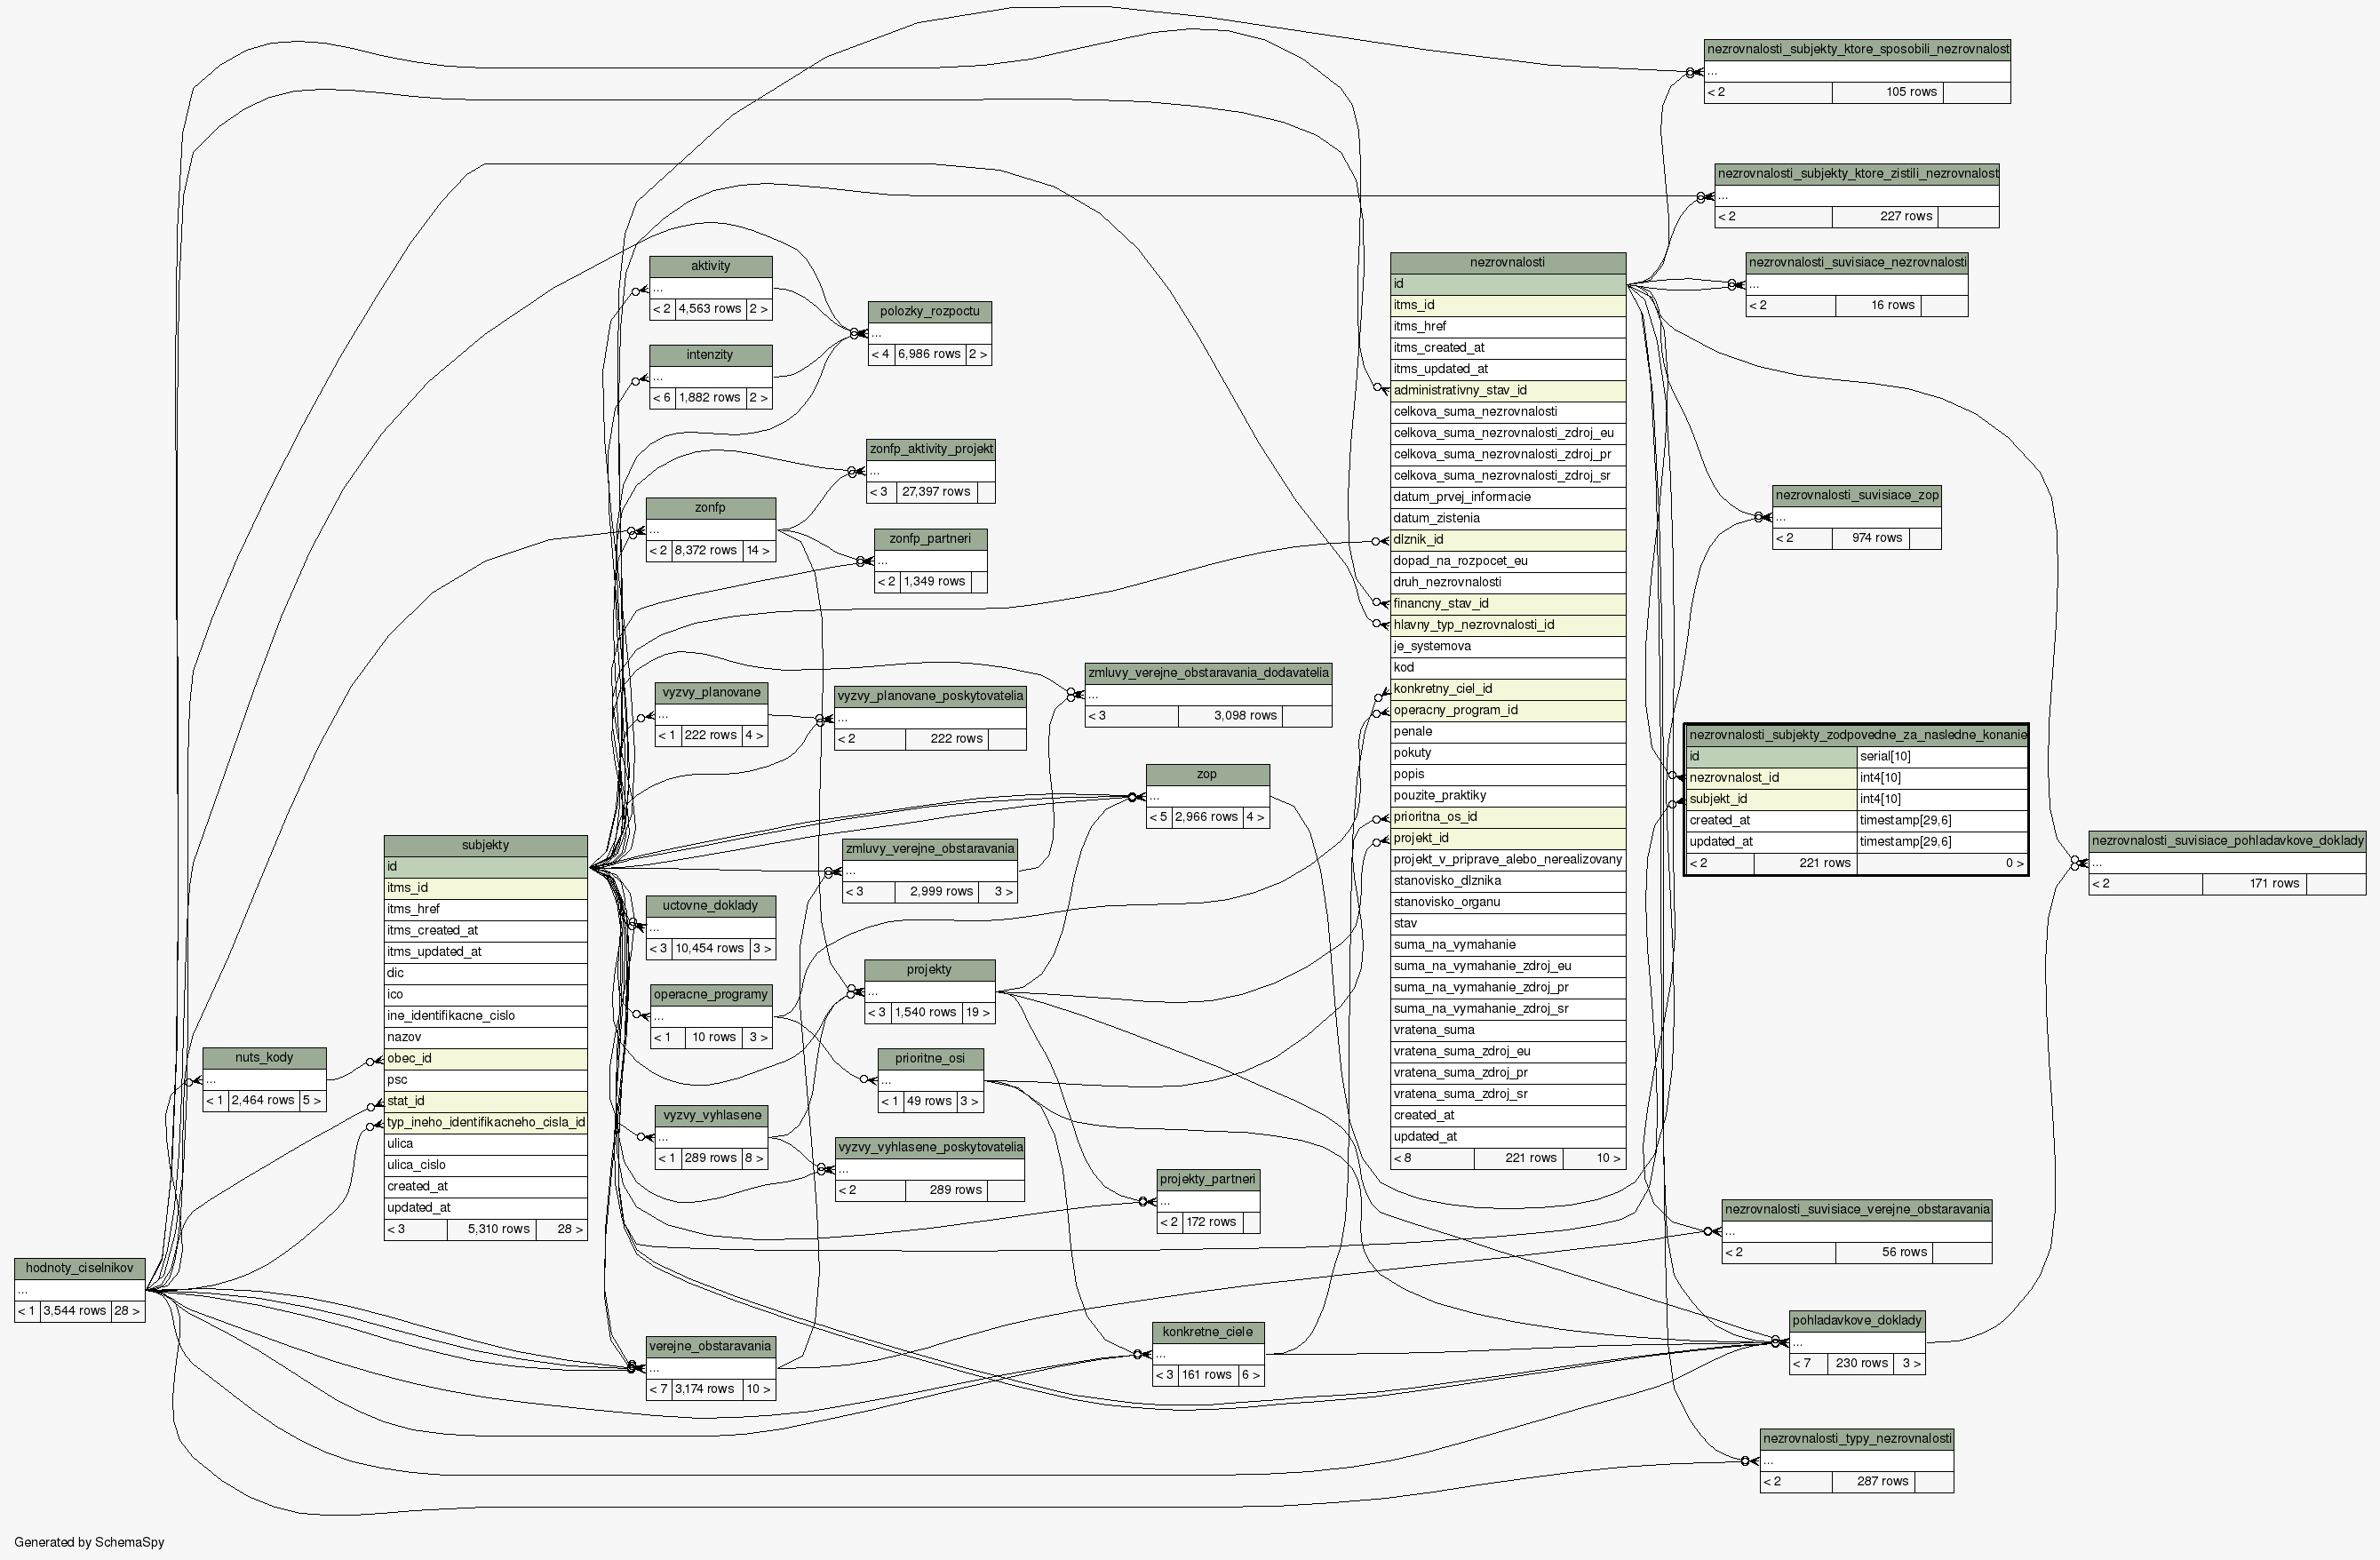 nezrovnalosti_subjekty_ktore_sposobili_nezrovnalost
...
< 2 105 rows
nezrovnalosti_subjekty_ktore_zistili_nezrovnalost
...
< 2 227 rows
nezrovnalosti_suvisiace_nezrovnalosti
...
< 2 16 rows
aktivity
...
< 2 4,563 rows 2 >
polozky_rozpoctu
...
< 4 6,986 rows 2 >
intenzity
...
< 6 1,882 rows 2 >
zonfp_aktivity_projekt
...
< 3 27,397 rows
zonfp
...
< 2 8,372 rows 14 >
zonfp_partneri
...
< 2 1,349 rows
nezrovnalosti
id
itms_id
itms_href
itms_created_at
itms_updated_at
administrativny_stav_id
celkova_suma_nezrovnalosti
celkova_suma_nezrovnalosti_zdroj_eu
celkova_suma_nezrovnalosti_zdroj_pr
celkova_suma_nezrovnalosti_zdroj_sr
datum_prvej_informacie
datum_zistenia
dlznik_id
dopad_na_rozpocet_eu
druh_nezrovnalosti
financny_stav_id
hlavny_typ_nezrovnalosti_id
je_systemova
kod
konkretny_ciel_id
operacny_program_id
penale
pokuty
popis
pouzite_praktiky
prioritna_os_id
projekt_id
projekt_v_priprave_alebo_nerealizovany
stanovisko_dlznika
stanovisko_organu
stav
suma_na_vymahanie
suma_na_vymahanie_zdroj_eu
suma_na_vymahanie_zdroj_pr
suma_na_vymahanie_zdroj_sr
vratena_suma
vratena_suma_zdroj_eu
vratena_suma_zdroj_pr
vratena_suma_zdroj_sr
created_at
updated_at
< 8 221 rows 10 >
nezrovnalosti_suvisiace_zop
...
< 2 974 rows
vyzvy_planovane
...
< 1 222 rows 4 >
vyzvy_planovane_poskytovatelia
...
< 2 222 rows
zmluvy_verejne_obstaravania_dodavatelia
...
< 3 3,098 rows
zop
...
< 5 2,966 rows 4 >
nezrovnalosti_subjekty_zodpovedne_za_nasledne_konanie
id serial[10]
nezrovnalost_id int4[10]
subjekt_id int4[10]
created_at timestamp[29,6]
updated_at timestamp[29,6]
< 2 221 rows 0 >
nezrovnalosti_suvisiace_pohladavkove_doklady
...
< 2 171 rows
subjekty
id
itms_id
itms_href
itms_created_at
itms_updated_at
dic
ico
ine_identifikacne_cislo
nazov
obec_id
psc
stat_id
typ_ineho_identifikacneho_cisla_id
ulica
ulica_cislo
created_at
updated_at
< 3 5,310 rows 28 >
zmluvy_verejne_obstaravania
...
< 3 2,999 rows 3 >
uctovne_doklady
...
< 3 10,454 rows 3 >
projekty
...
< 3 1,540 rows 19 >
operacne_programy
...
< 1 10 rows 3 >
prioritne_osi
...
< 1 49 rows 3 >
nuts_kody
...
< 1 2,464 rows 5 >
vyzvy_vyhlasene
...
< 1 289 rows 8 >
vyzvy_vyhlasene_poskytovatelia
...
< 2 289 rows
projekty_partneri
...
< 2 172 rows
nezrovnalosti_suvisiace_verejne_obstaravania
...
< 2 56 rows
hodnoty_ciselnikov
...
< 1 3,544 rows 28 >
verejne_obstaravania
...
< 7 3,174 rows 10 >
konkretne_ciele
...
< 3 161 rows 6 >
pohladavkove_doklady
...
< 7 230 rows 3 >
nezrovnalosti_typy_nezrovnalosti
...
< 2 287 rows
Generated by SchemaSpy